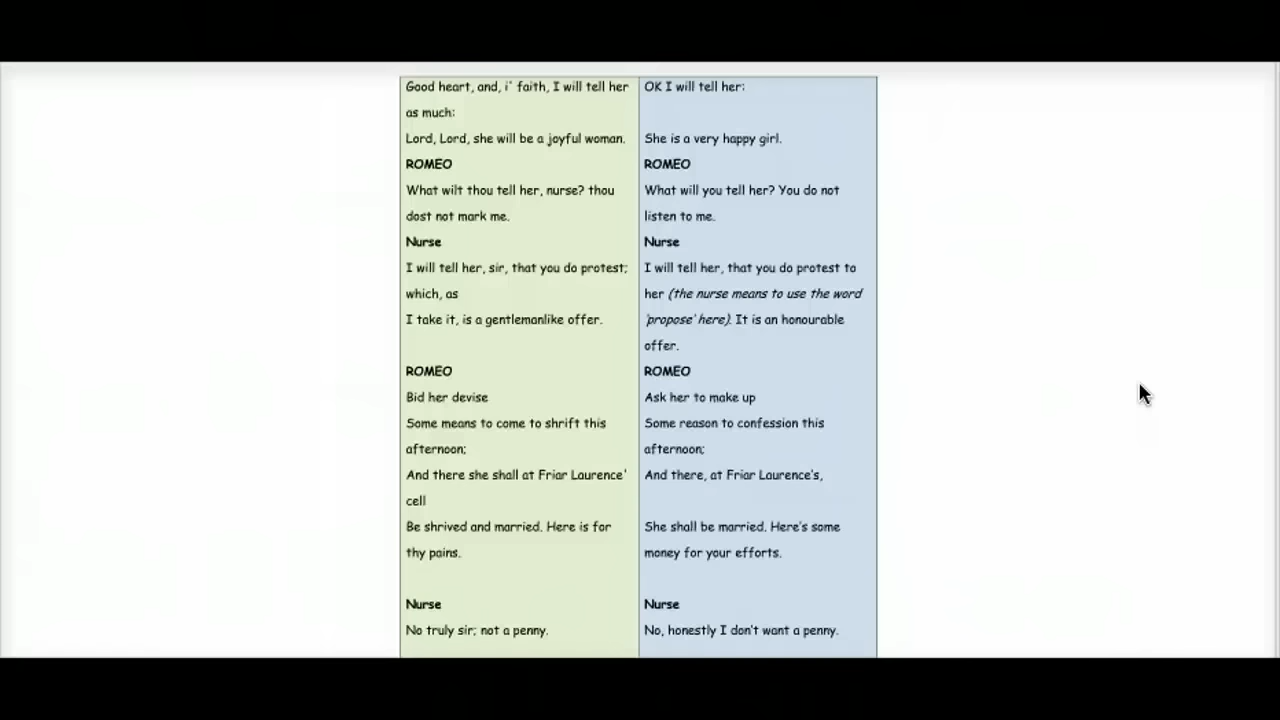 Good heart, and, i' faith, I will tell her
as much:
Lord, Lord, she will be a joyful woman.
ROMEO
What wilt thou tell her, nurse? thou
dost not mark me.
Nurse
I will tell her, sir, that you do protest;
which, as
I take it, is a gentlemanlike offer.
ROMEO
Bid her devise
Some means to come to shrift this
afternoon;
And there she shall at Friar Laurence'
cell
Be shrived and married. Here is for
thy pains.
Nurse
No truly sir; not a penny.
OK I will tell her:
She is a very happy girl.
ROMEO
What will you tell her? You do not
listen to me.
Nurse
I will tell her, that you do protest to
her (the nurse means to use the word
'propose' here). It is an honourable
offer.
ROMEO
Ask her to make up
Some reason to confession this
afternoon;
And there, at Friar Laurence's,
She shall be married. Here's some
money for your efforts.
Nurse
No, honestly I don't want a penny.